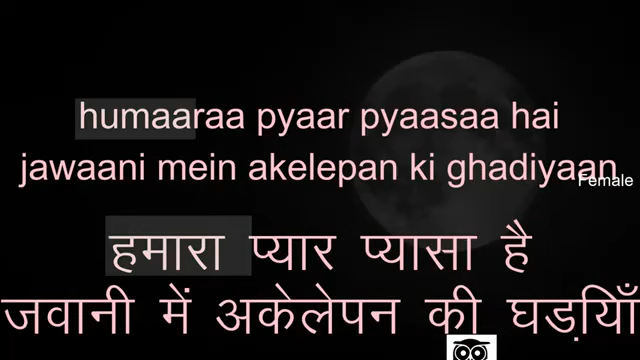 humaaraa pyaar pyaasaa hai
jawaani mein akelepan ki ghadiyaan
Female
हमारा प्यार प्यासा है
जवानी में अकेलेपन की घड़ियाँ